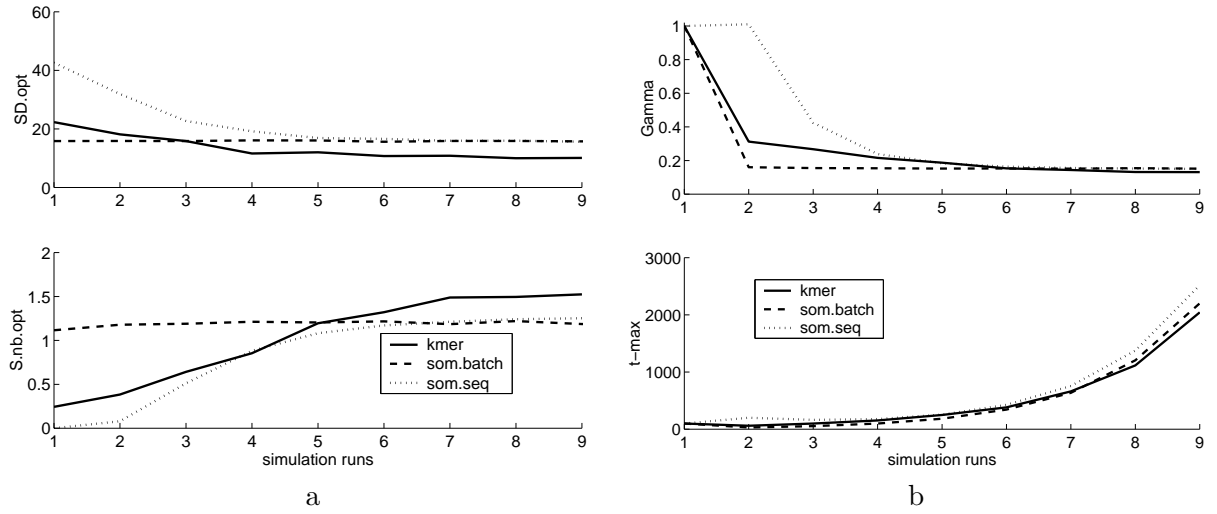 60
40
20
0
SD.opt
1 2 3 4 5 6 7 8 9
2
1.5
1
0.5
0
S.nb.opt
kmer
som.batch
som.seq
1 2 3 4 5 6 7 8 9
simulation runs
a
1
0.8
0.6
0.4
0.2
0
Gamma
1 2 3 4 5 6 7 8 9
3000
2000
1000
0
t−max
kmer
som.batch
som.seq
1 2 3 4 5 6 7 8 9
simulation runs
b